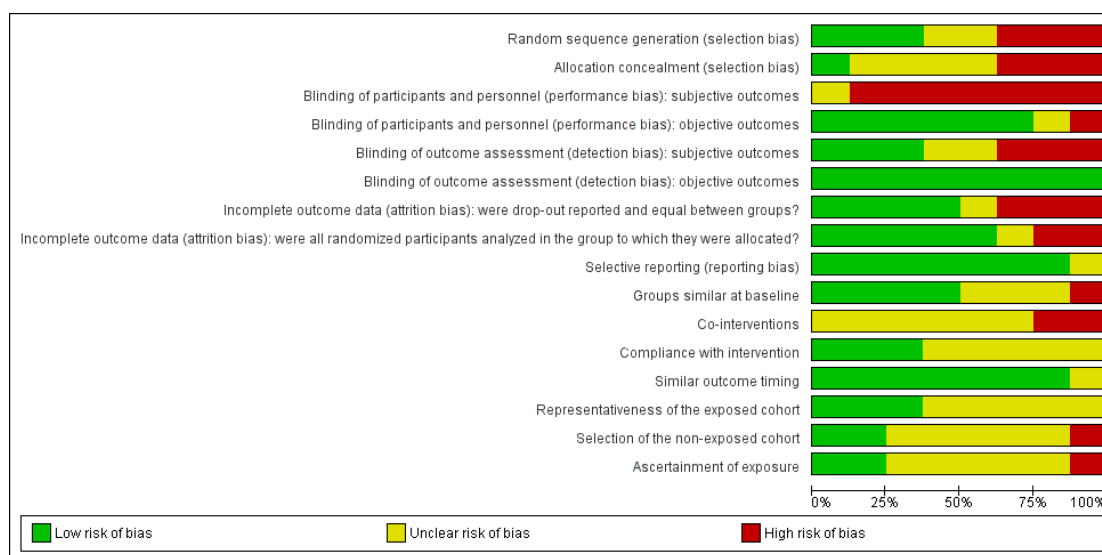 Random sequence generation (selection bias)
Allocation concealment (selection bias)
Blinding of participants and personnel (performance bias): subjective outcomes
Blinding of participants and personnel (performance bias): objective outcomes
Blinding of outcome assessment (detection bias): subjective outcomes
Blinding of outcome assessment (detection bias): objective outcomes
Incomplete outcome data (attrition bias): were drop-out reported and equal between groups?
Incomplete outcome data (attrition bias): were all randomized participants analyzed in the group to which they were allocated?
Selective reporting (reporting bias)
Groups similar at baseline
Co-interventions
Compliance with intervention
Similar outcome timing
Representativeness of the exposed cohort
Selection of the non-exposed cohort
Ascertainment of exposure
0% 25% 50% 75% 100%
Low risk of bias Unclear risk of bias High risk of bias